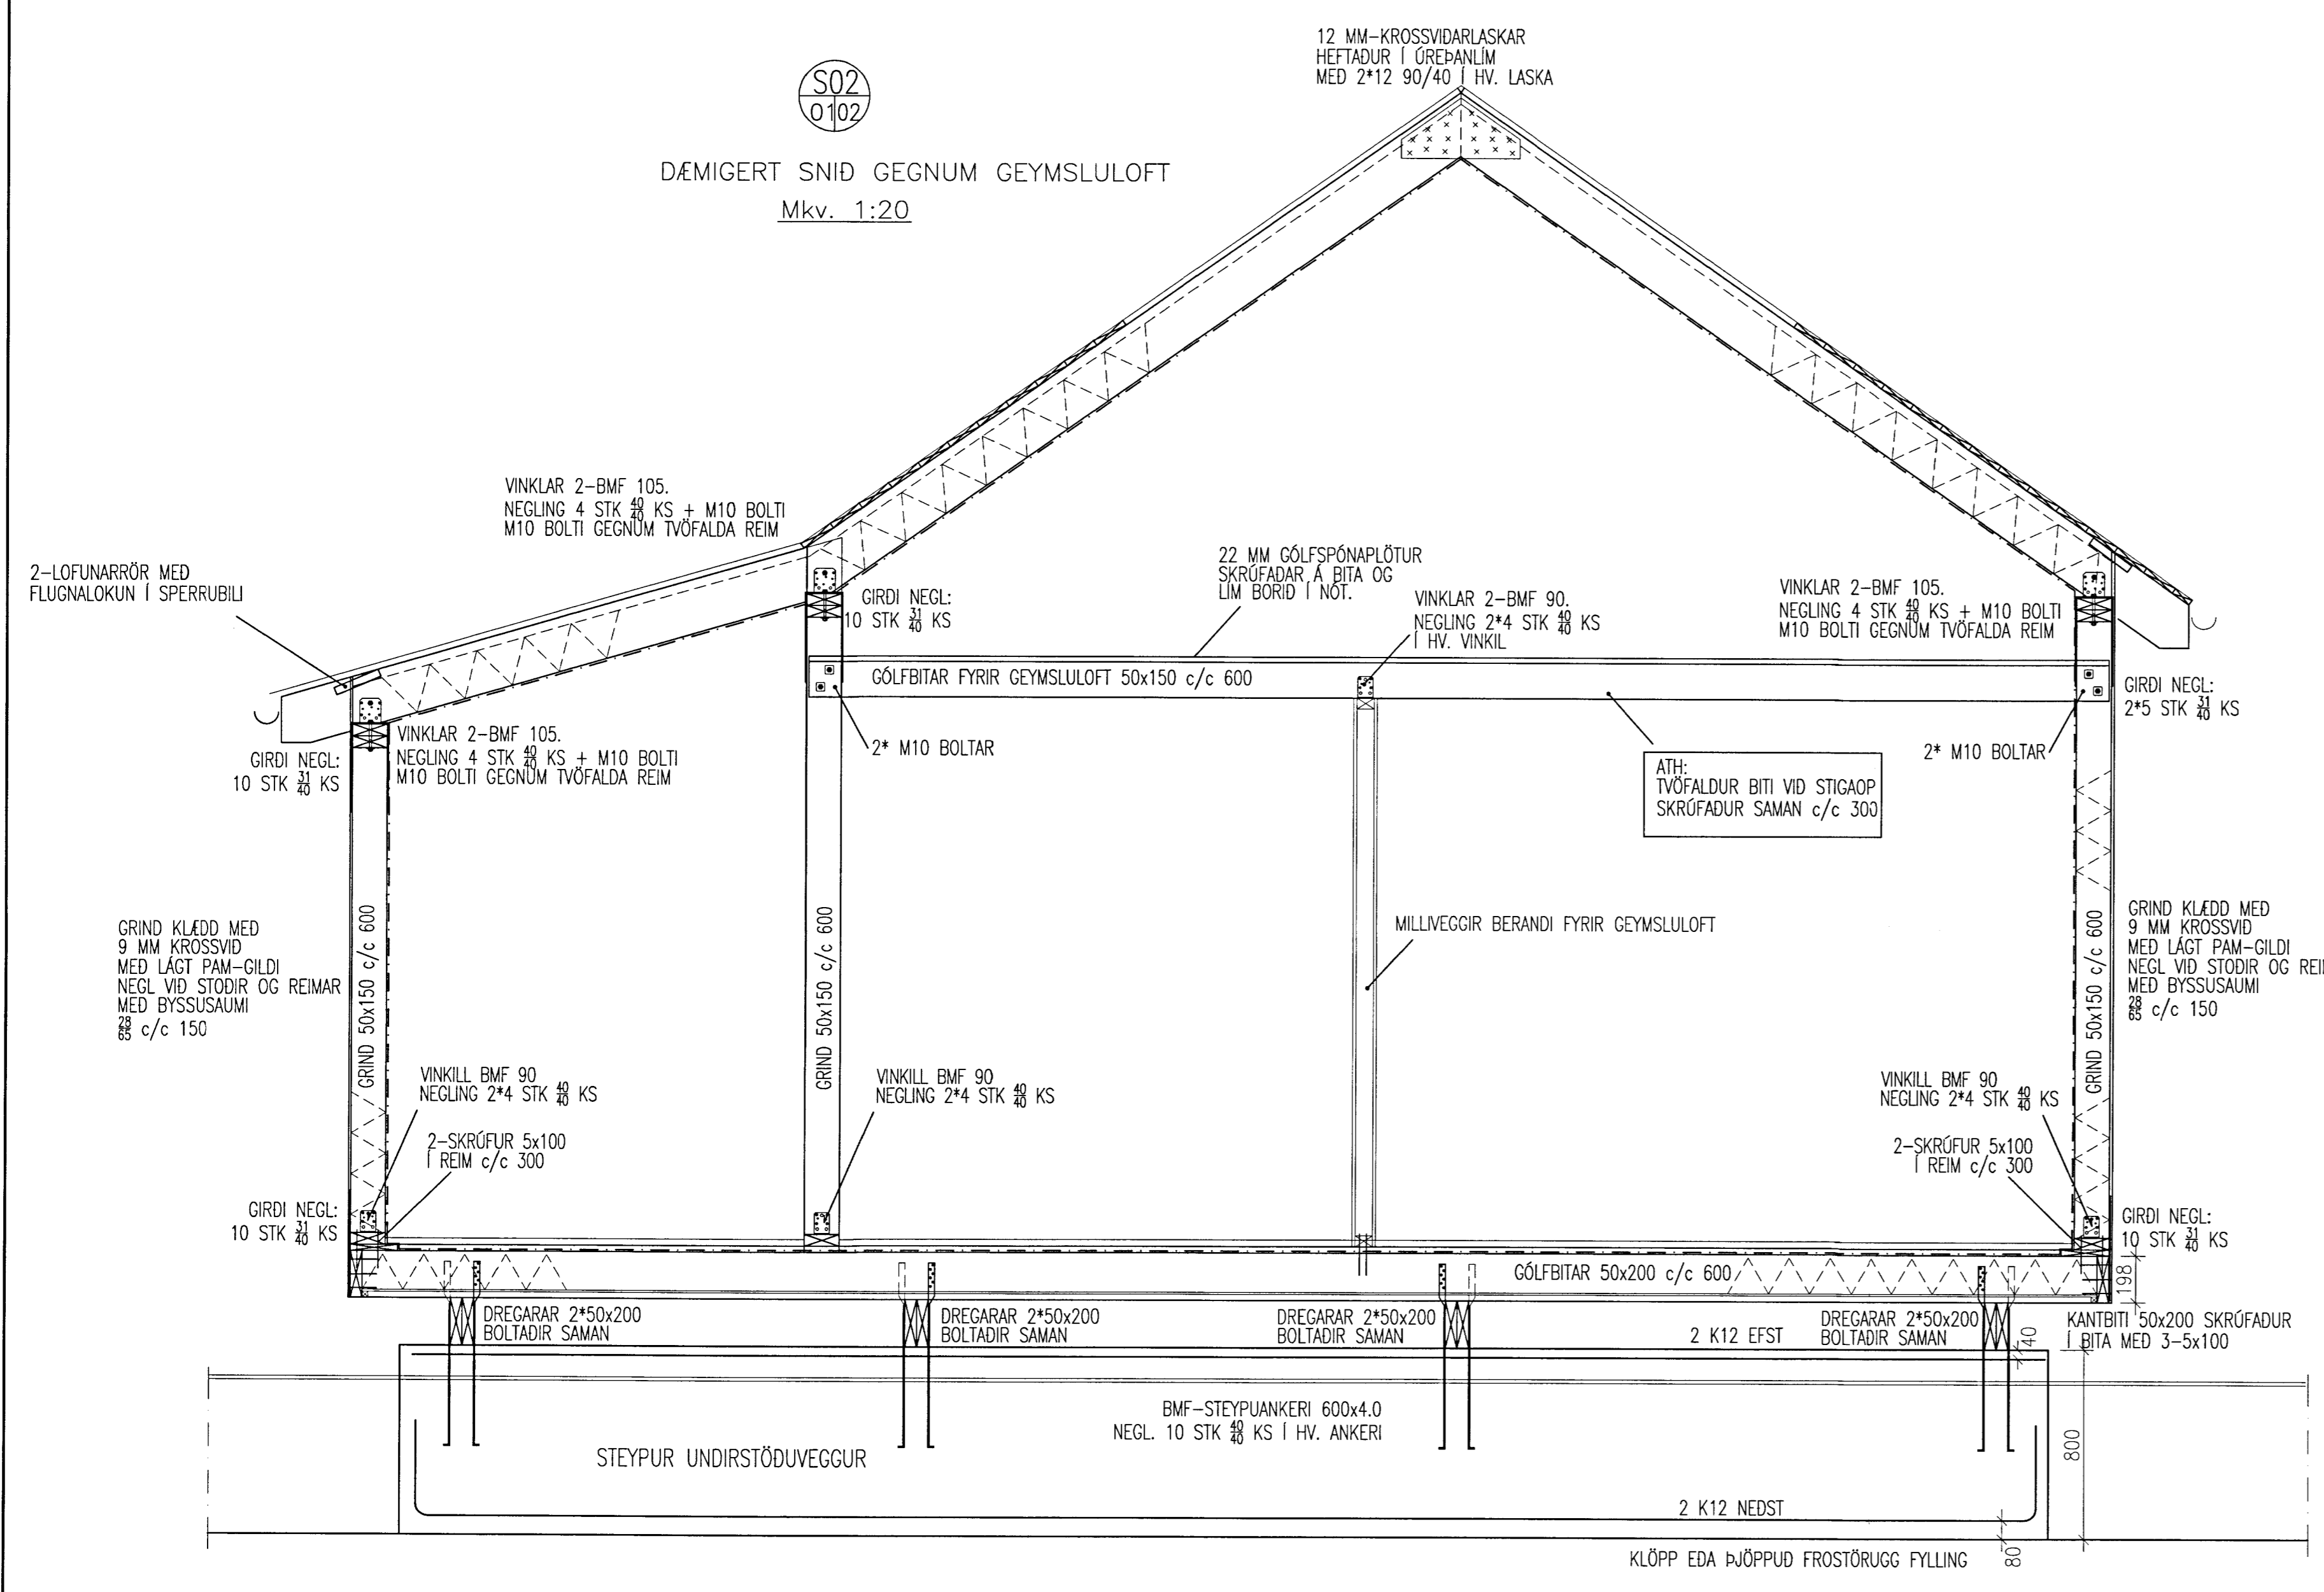 12 MM-KROSSVIÐARLASKAR
HEFTAÐUR Í ÚREÞANLÍM
MEÐ 2*12 90/40 Í HV. LASKA
S02
01 02
DÆMIGERT SNIÐ GEGNUM GEYMSLULOFT
Mkv. 1:20
VINKLAR 2-BMF 105.
NEGLING 4 STK 40/40 KS + M10 BOLTI
M10 BOLTI GEGNUM TVÖFALDA REIM
2-LOFUNARRÖR MEÐ
FLUGNALOKUN Í SPERRUBILI
GIRÐI NEGL:
10 STK 31/40 KS
22 MM GÓLFSPÓNAPLÖTUR
SKRÚFAÐAR Á BITA OG
LÍM BORIÐ Í NÓT.
VINKLAR 2-BMF 90.
NEGLING 2*4 STK 40/40 KS
Í HV. VINKIL
VINKLAR 2-BMF 105.
NEGLING 4 STK 40/40 KS + M10 BOLTI
M10 BOLTI GEGNUM TVÖFALDA REIM
GÓLFBITAR FYRIR GEYMSLULOFT 50x150 c/c 600
GIRÐI NEGL:
2*5 STK 31/40 KS
VINKLAR 2-BMF 105.
NEGLING 4 STK 40/40 KS + M10 BOLTI
M10 BOLTI GEGNUM TVÖFALDA REIM
GIRÐI NEGL:
10 STK 31/40 KS
2* M10 BOLTAR
2* M10 BOLTAR
ATH:
TVÖFALDUR BITI VIÐ STIGAOP
SKRÚFAÐUR SAMAN c/c 300
GRIND KLÆDD MEÐ
9 MM KROSSVIÐ
MEÐ LÁGT PAM-GILDI
NEGL VIÐ STOÐIR OG REIMAR
MEÐ BYSSUSAUMI
28/65 c/c 150
GRIND 50x150 c/c 600
GRIND 50x150 c/c 600
MILLIVEGGIR BERANDI FYRIR GEYMSLULOFT
GRIND 50x150 c/c 600
GRIND KLÆDD MEÐ
9 MM KROSSVIÐ
MEÐ LÁGT PAM-GILDI
NEGL VIÐ STOÐIR OG REI
MEÐ BYSSUSAUMI
28/65 c/c 150
VINKILL BMF 90
NEGLING 2*4 STK 40/40 KS
VINKILL BMF 90
NEGLING 2*4 STK 40/40 KS
VINKILL BMF 90
NEGLING 2*4 STK 40/40 KS
2-SKRÚFUR 5x100
Í REIM c/c 300
2-SKRÚFUR 5x100
Í REIM c/c 300
GIRÐI NEGL:
10 STK 31/40 KS
GIRÐI NEGL:
10 STK 31/40 KS
GÓLFBITAR 50x200 c/c 600
198
DREGARAR 2*50x200
BOLTAÐIR SAMAN
DREGARAR 2*50x200
BOLTAÐIR SAMAN
DREGARAR 2*50x200
BOLTAÐIR SAMAN
2 K12 EFST
DREGARAR 2*50x200
BOLTAÐIR SAMAN
40
KANTBITI 50x200 SKRÚFAÐUR
Í BITA MEÐ 3-5x100
BMF-STEYPUANKERI 600x4.0
NEGL. 10 STK 40/40 KS Í HV. ANKERI
STEYPUR UNDIRSTÖÐUVEGGUR
800
2 K12 NEÐST
80
KLÖPP EÐA ÞJÖPPUÐ FROSTÖRUGG FYLLING